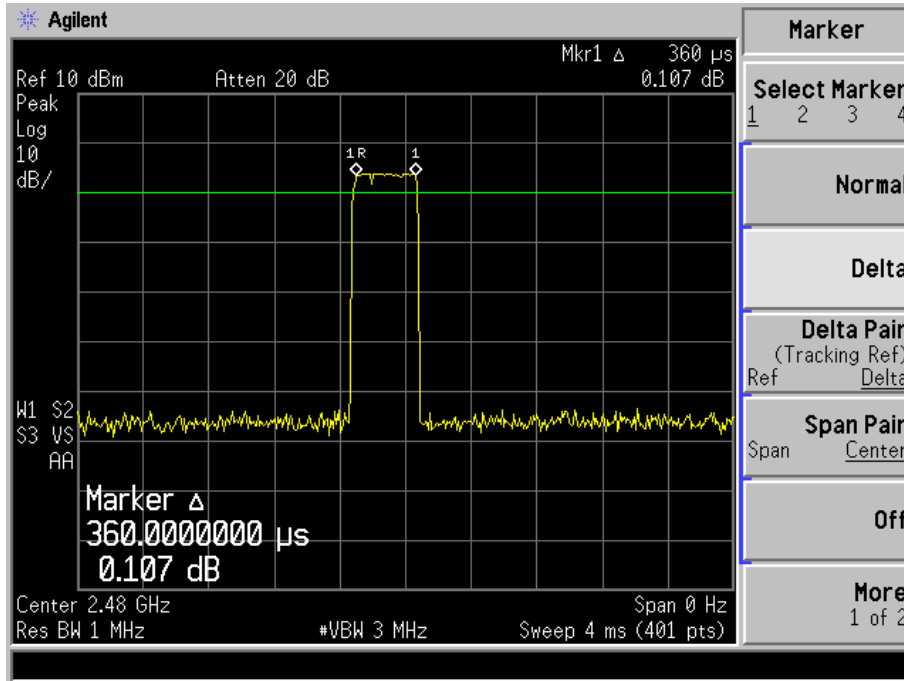 Agilent
Mkr1 Δ 360 µs
Ref 10 dBm Atten 20 dB 0.107 dB
Peak
Log
10
dB/
1R 1
W1 S2
S3 VS
AA
Marker Δ
360.0000000 µs
0.107 dB
Center 2.48 GHz Span 0 Hz
Res BW 1 MHz #VBW 3 MHz Sweep 4 ms (401 pts)
Marker
Select Marker
1 2 3 4
Normal
Delta
Delta Pair
(Tracking Ref)
Ref Delta
Span Pair
Span Center
Off
More
1 of 2